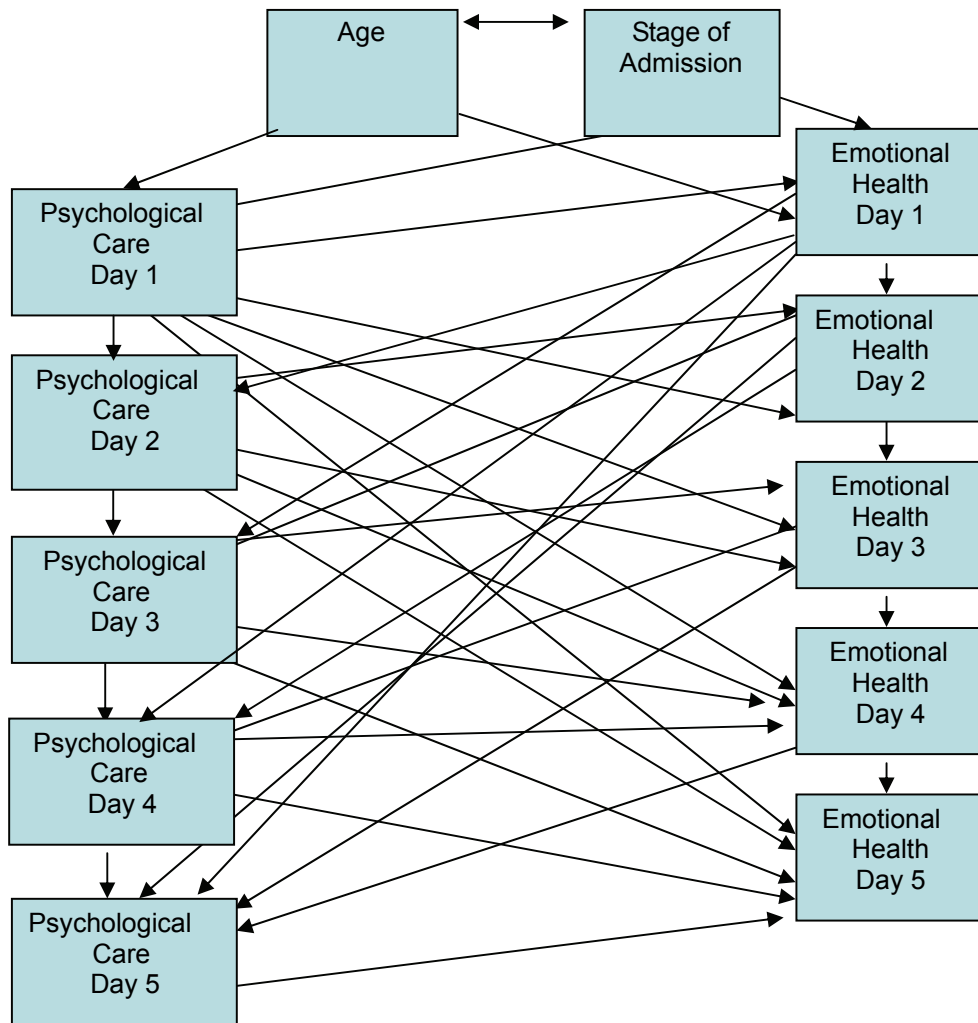 Age
Stage of
Admission
Emotional
Health
Day 1
Psychological
Care
Day 1
Emotional
Health
Day 2
Psychological
Care
Day 2
Emotional
Health
Day 3
Psychological
Care
Day 3
Emotional
Health
Day 4
Psychological
Care
Day 4
Emotional
Health
Day 5
Psychological
Care
Day 5